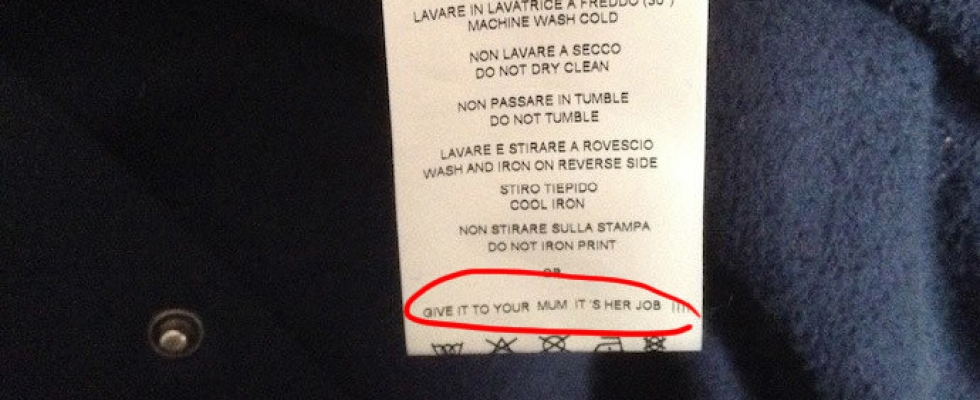 LAVARE IN LAVATRICE A FREDDO (30°)
MACHINE WASH COLD
NON LAVARE A SECCO
DO NOT DRY CLEAN
NON PASSARE IN TUMBLE
DO NOT TUMBLE
LAVARE E STIRARE A ROVESCIO
WASH AND IRON ON REVERSE SIDE
STIRO TIEPIDO
COOL IRON
NON STIRARE SULLA STAMPA
DO NOT IRON PRINT
OR
GIVE IT TO YOUR MUM IT 'S HER JOB !!!!